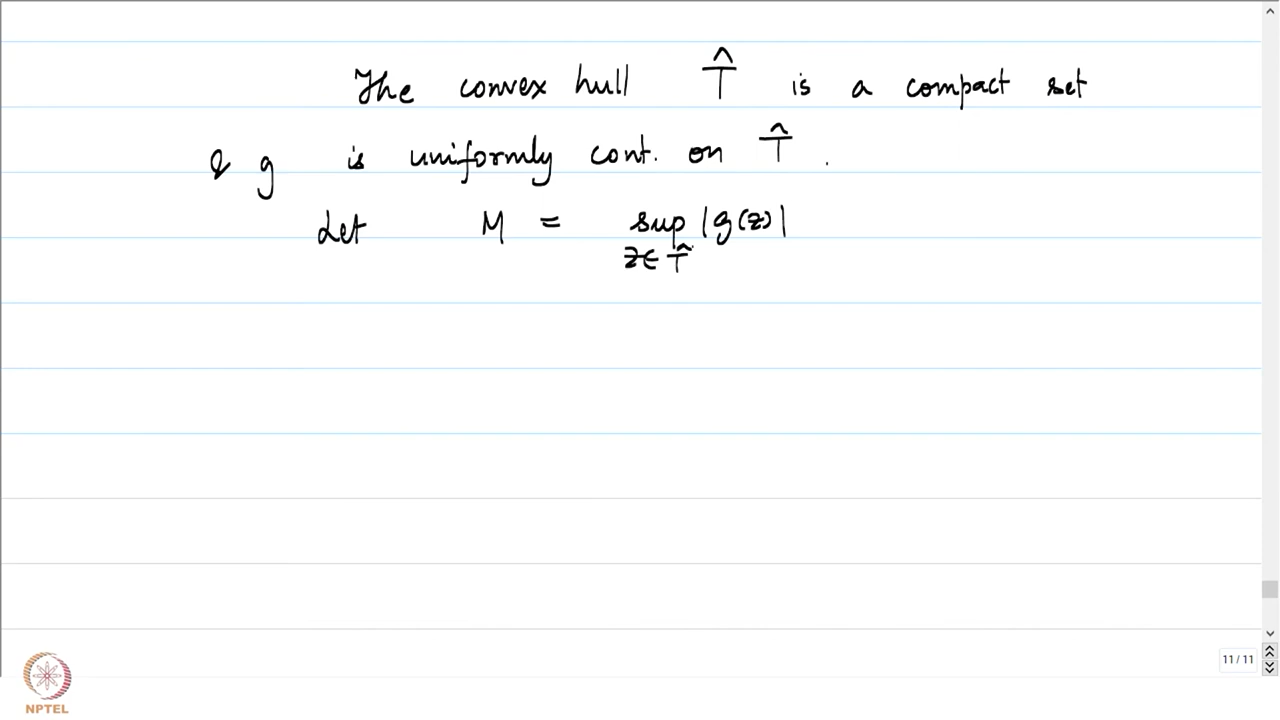 The convex hull T̂ is a compact set
& g is uniformly cont. on T̂ .
Let M = sup |g(z)|
z∈ T̂
11 / 11
NPTEL